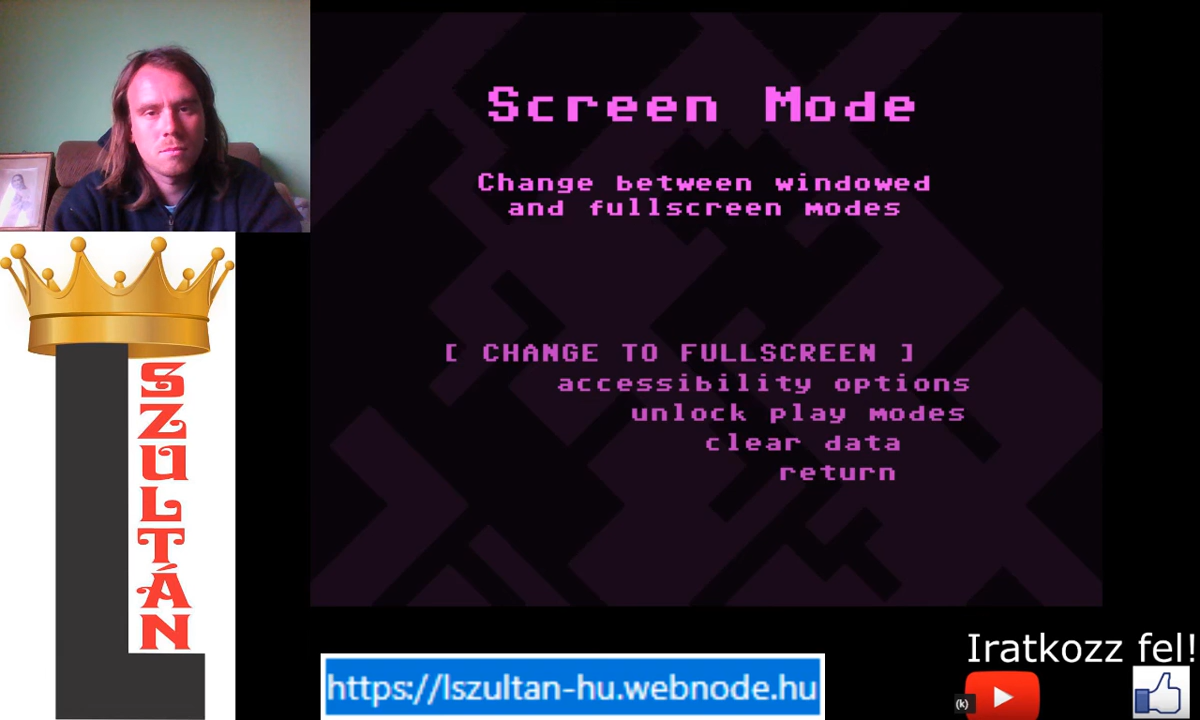 Screen Mode
Change between windowed
and fullscreen modes
[ CHANGE TO FULLSCREEN ]
accessibility options
unlock play modes
clear data
return
L
SZULTÁN
Iratkozz fel!
https://lszultan-hu.webnode.hu
(k)